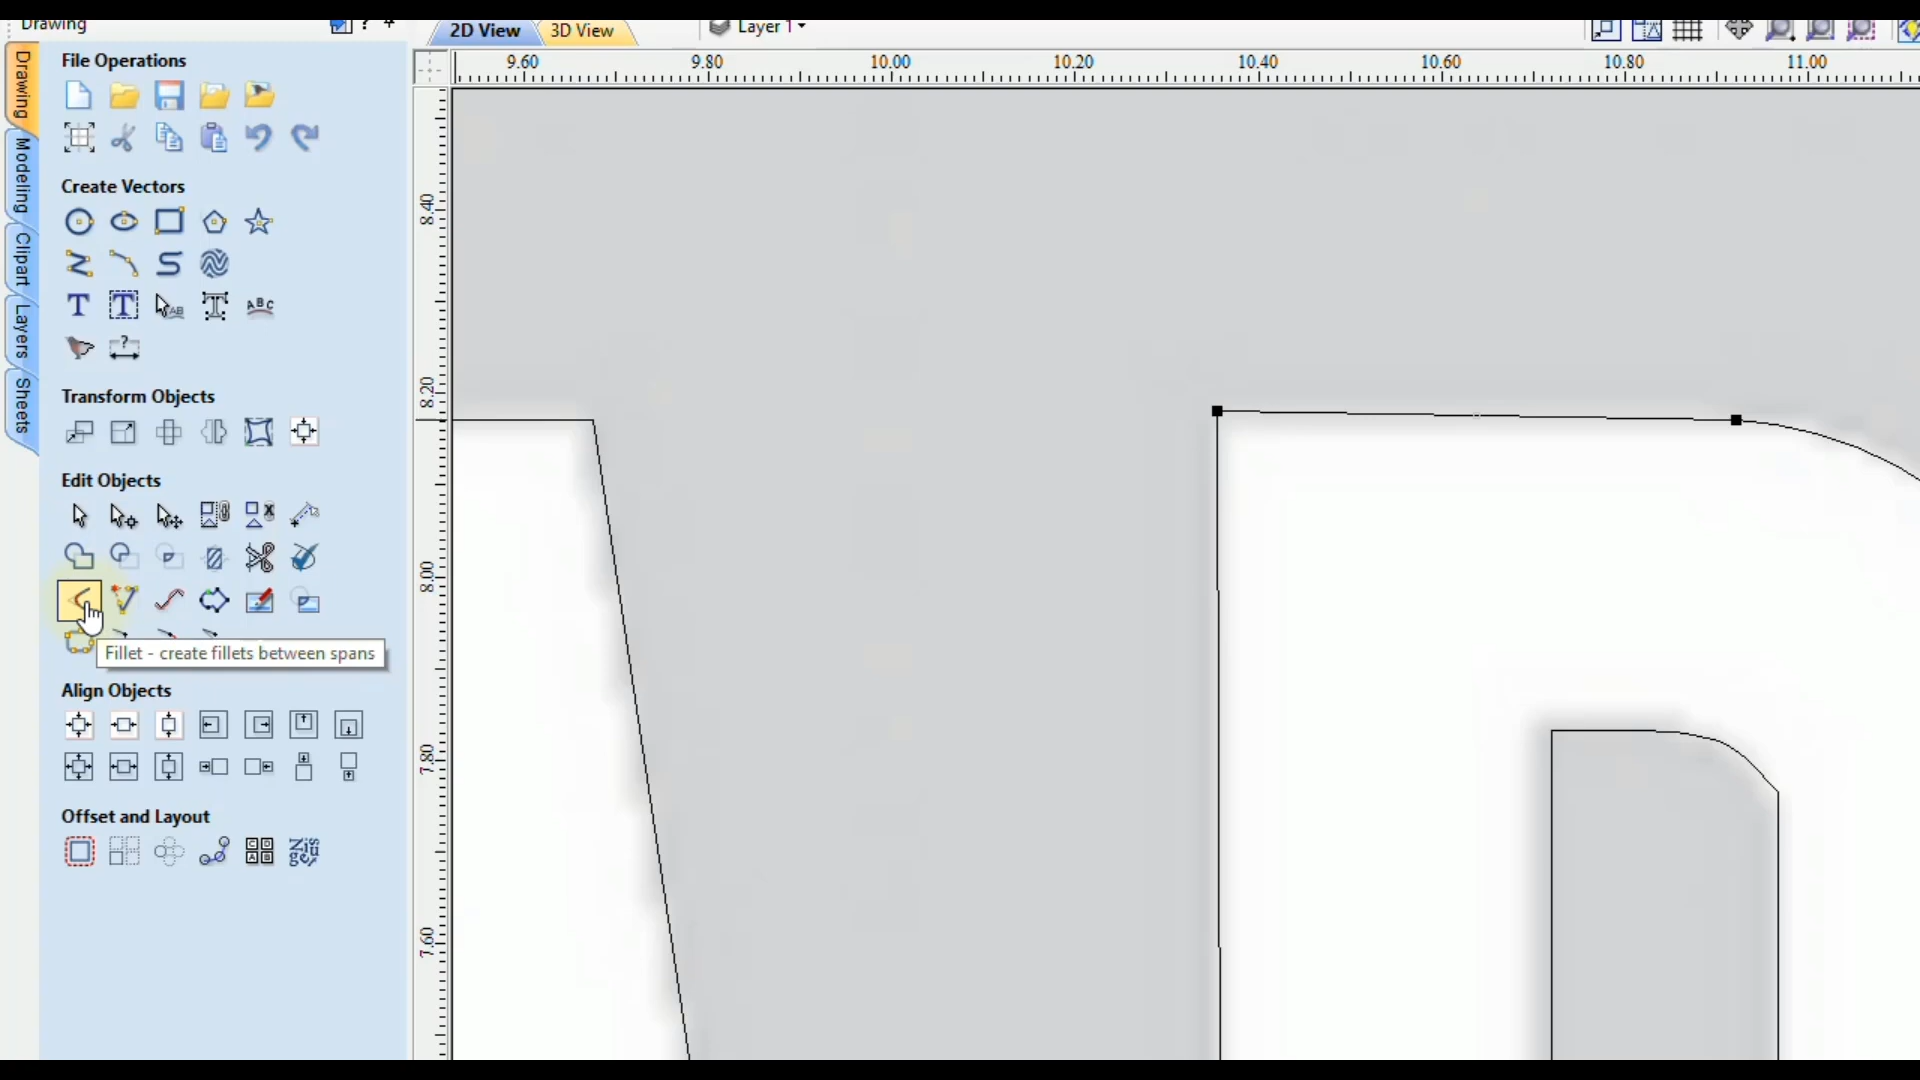 Drawing
?
2D View
3D View
Layer 1
Drawing
Modeling
Clipart
Layers
Sheets
File Operations
Create Vectors
T T AB T ABC
?
Transform Objects
Edit Objects
Fillet - create fillets between spans
Align Objects
Offset and Layout
9.60 9.80 10.00 10.20 10.40 10.60 10.80 11.00
8.40
8.20
8.00
7.80
7.60